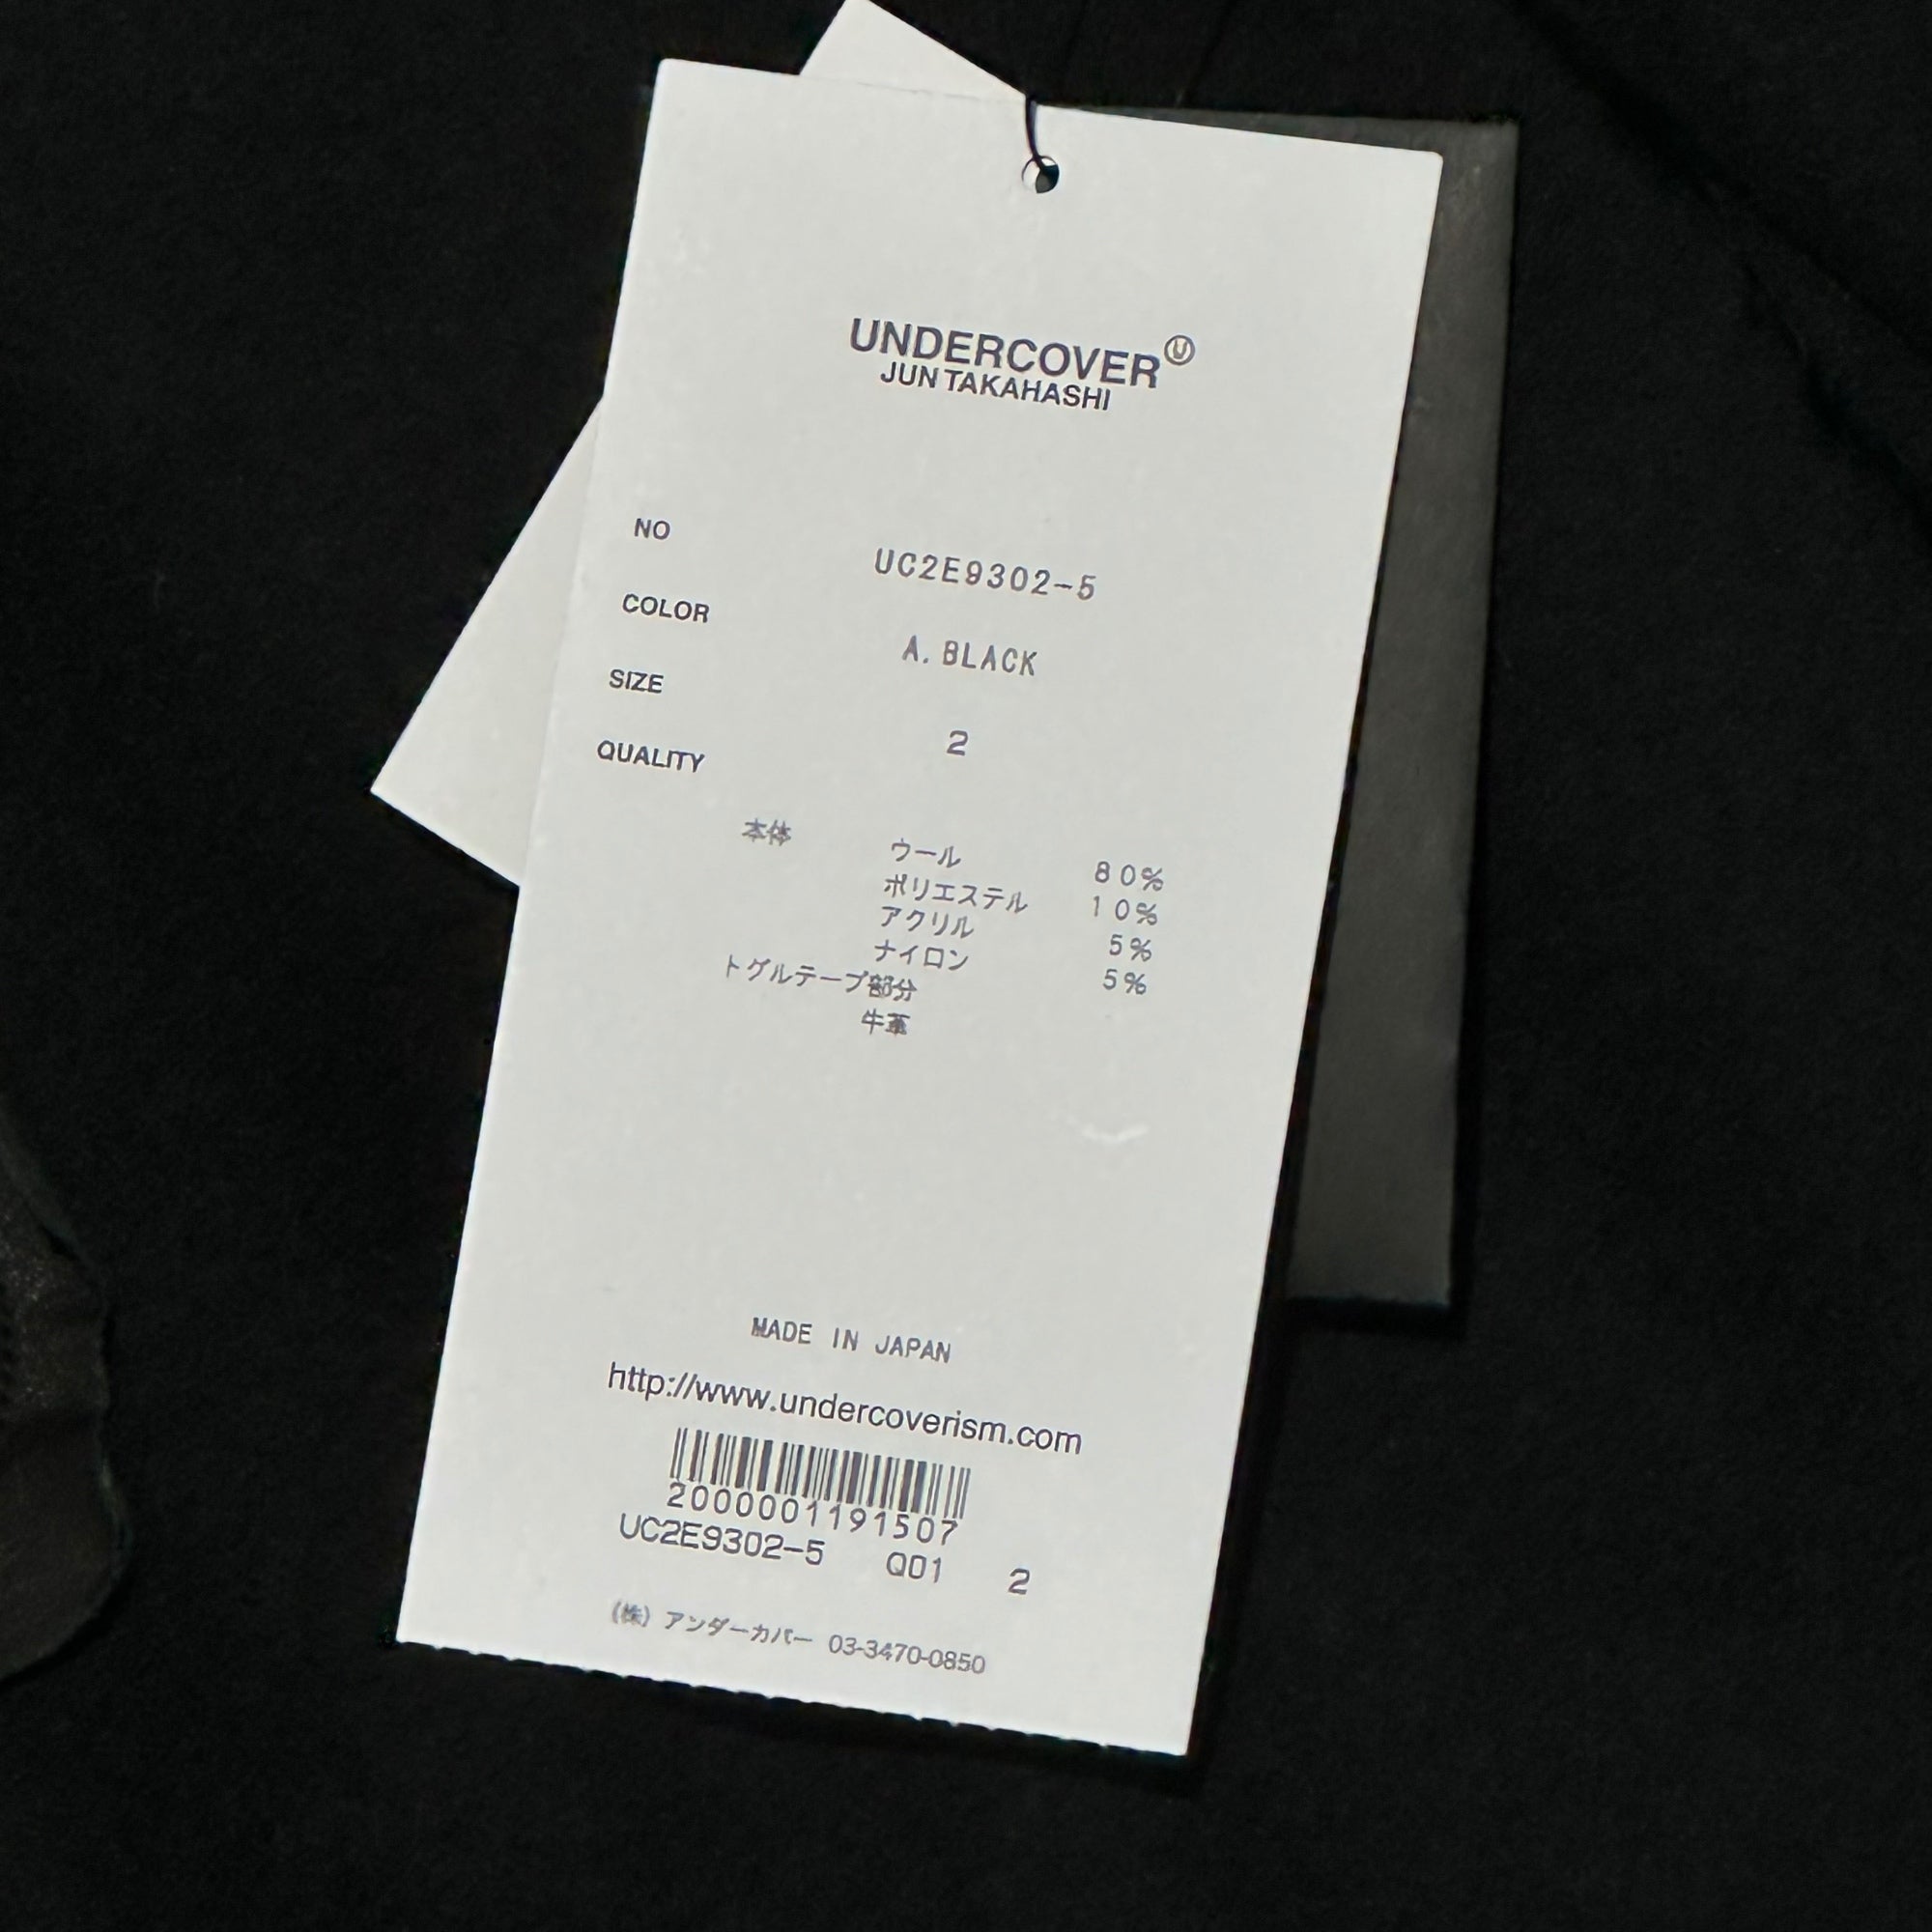 UNDERCOVER Ⓤ
JUN TAKAHASHI
NO UC2E9302-5
COLOR A. BLACK
SIZE 2
QUALITY
本体 ウール 80%
ポリエステル 10%
アクリル 5%
ナイロン 5%
トグルテープ部分
牛革
MADE IN JAPAN
http://www.undercoverism.com
2000001191507
UC2E9302-5 Q01 2
(株) アンダーカバー 03-3470-0850